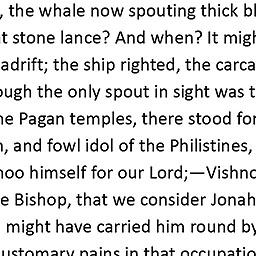 , the whale now spouting thick bl
t stone lance? And when? It migh
adrift; the ship righted, the carca
ough the only spout in sight was t
he Pagan temples, there stood for
, and fowl idol of the Philistines,
noo himself for our Lord;—Vishno
e Bishop, that we consider Jonah
might have carried him round by
ustomary pains in that occupatio